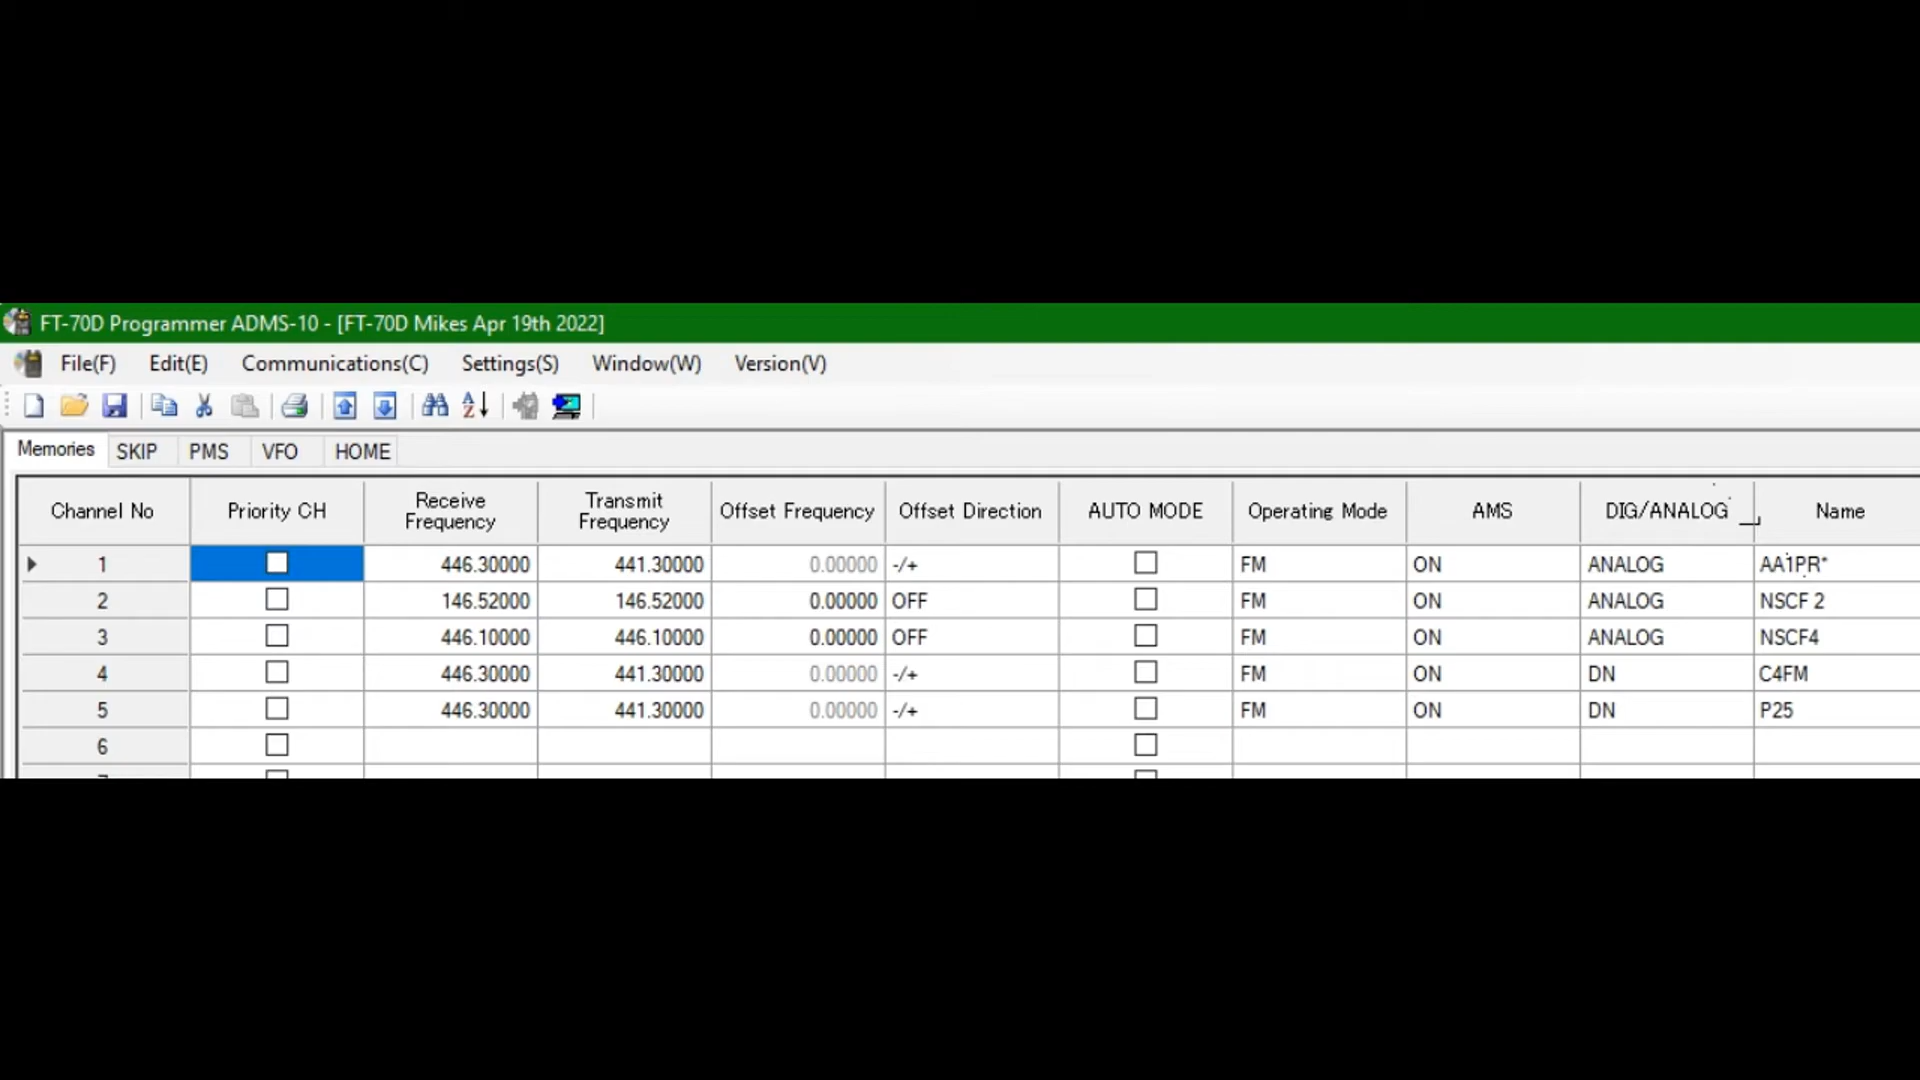 FT-70D Programmer ADMS-10 - [FT-70D Mikes Apr 19th 2022]
File(F) Edit(E) Communications(C) Settings(S) Window(W) Version(V)
Memories SKIP PMS VFO HOME
Channel No Priority CH Receive Frequency Transmit Frequency Offset Frequency Offset Direction AUTO MODE Operating Mode AMS DIG/ANALOG Name
1 446.30000 441.30000 0.00000 -/+ FM ON ANALOG AA1PR*
2 146.52000 146.52000 0.00000 OFF FM ON ANALOG NSCF 2
3 446.10000 446.10000 0.00000 OFF FM ON ANALOG NSCF4
4 446.30000 441.30000 0.00000 -/+ FM ON DN C4FM
5 446.30000 441.30000 0.00000 -/+ FM ON DN P25
6